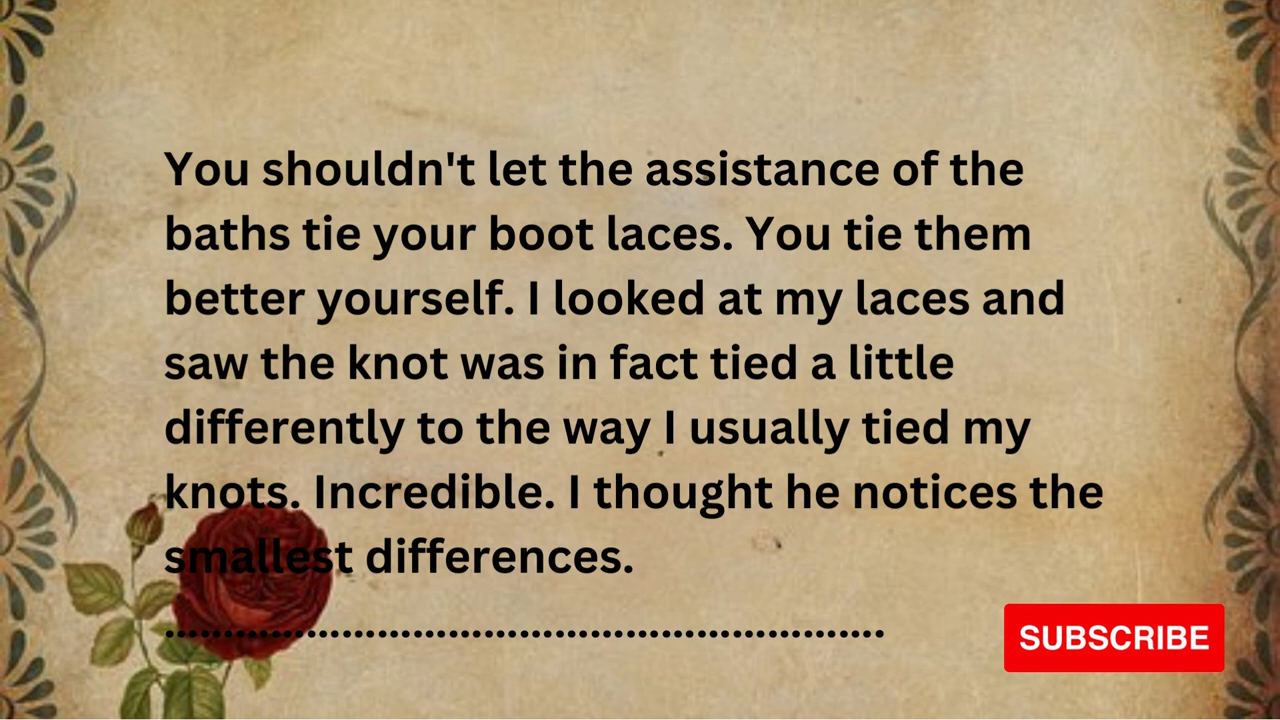 You shouldn't let the assistance of the
baths tie your boot laces. You tie them
better yourself. I looked at my laces and
saw the knot was in fact tied a little
differently to the way I usually tied my
knots. Incredible. I thought he notices the
smallest differences.
............................................................
SUBSCRIBE